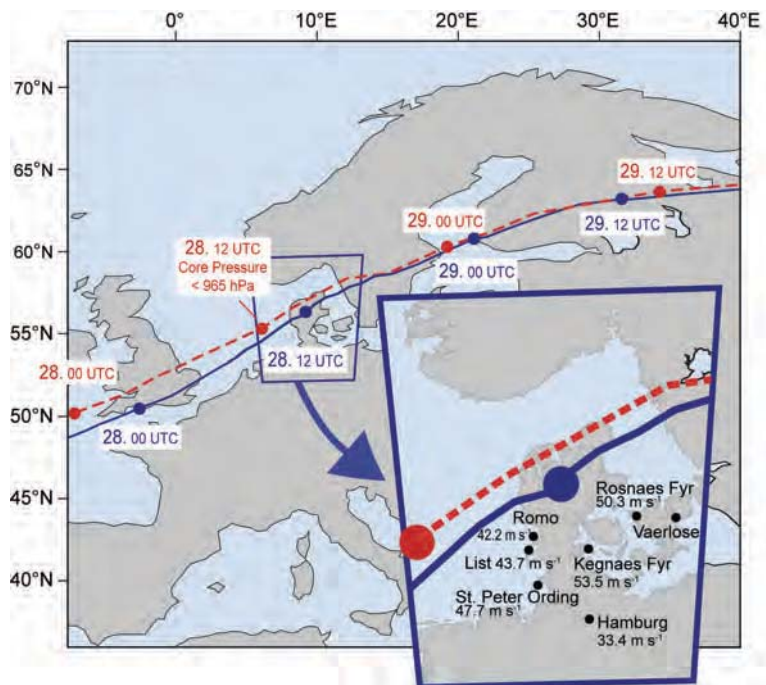 0°
10°E
20°E
30°E
40°E
70°N
65°N
60°N
55°N
50°N
45°N
40°N
29. 12 UTC
29. 00 UTC
28. 12 UTC
Core Pressure
< 965 hPa
29. 12 UTC
29. 00 UTC
28. 12 UTC
28. 00 UTC
28. 00 UTC
Rosnaes Fyr
50.3 m s⁻¹
Romo
42.2 m s⁻¹
Vaerlose
List 43.7 m s⁻¹
Kegnaes Fyr
53.5 m s⁻¹
St. Peter Ording
47.7 m s⁻¹
Hamburg
33.4 m s⁻¹